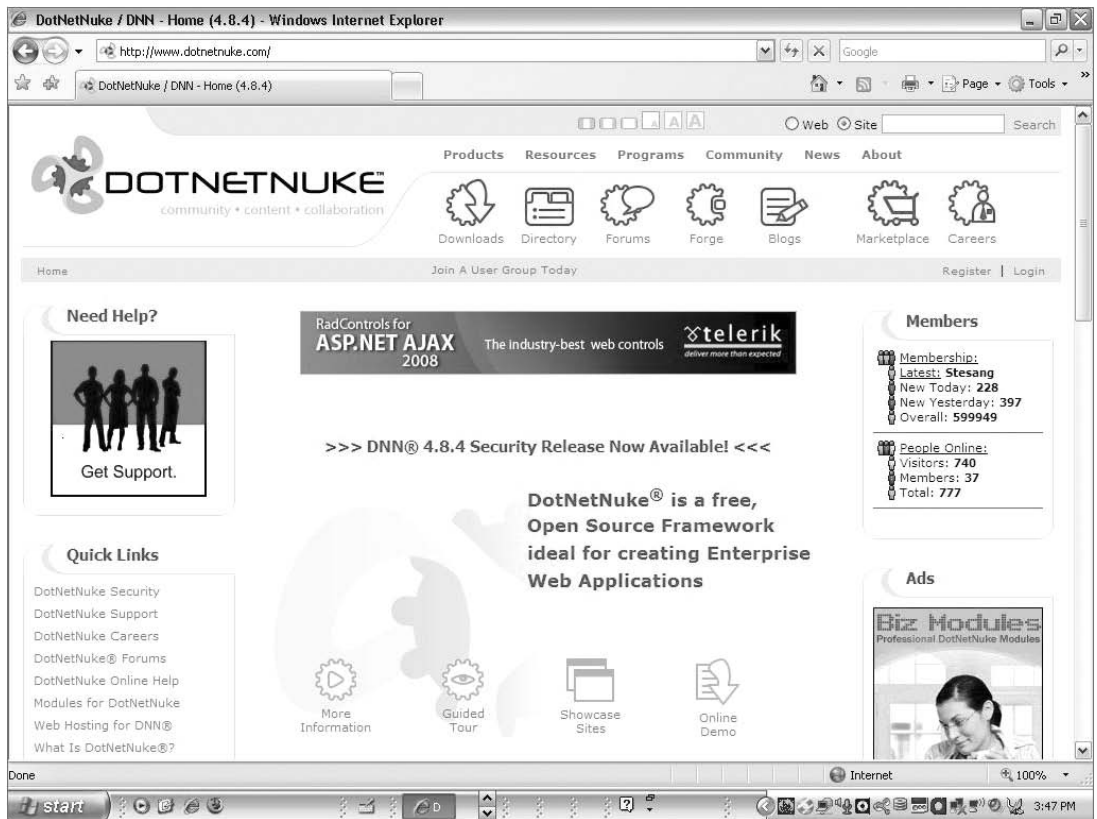 DotNetNuke / DNN - Home (4.8.4) - Windows Internet Explorer
http://www.dotnetnuke.com/
Google
DotNetNuke / DNN - Home (4.8.4)
Page
Tools
A A A
Web Site
Search
Products Resources Programs Community News About
DOTNETNUKE™
community • content • collaboration
Downloads Directory Forums Forge Blogs Marketplace Careers
Home
Join A User Group Today
Register | Login
Need Help?
Get Support.
Quick Links
DotNetNuke Security
DotNetNuke Support
DotNetNuke Careers
DotNetNuke® Forums
DotNetNuke Online Help
Modules for DotNetNuke
Web Hosting for DNN®
What Is DotNetNuke®?
RadControls for
ASP.NET AJAX
2008
The industry-best web controls
telerik
deliver more than expected
>>> DNN® 4.8.4 Security Release Now Available! <<<
DotNetNuke® is a free,
Open Source Framework
ideal for creating Enterprise
Web Applications
More
Information
Guided
Tour
Showcase
Sites
Online
Demo
Members
Membership:
Latest: Stesang
New Today: 228
New Yesterday: 397
Overall: 599949
People Online:
Visitors: 740
Members: 37
Total: 777
Ads
Biz Modules
Professional DotNetNuke Modules
Done
Internet
100%
start
D
3:47 PM